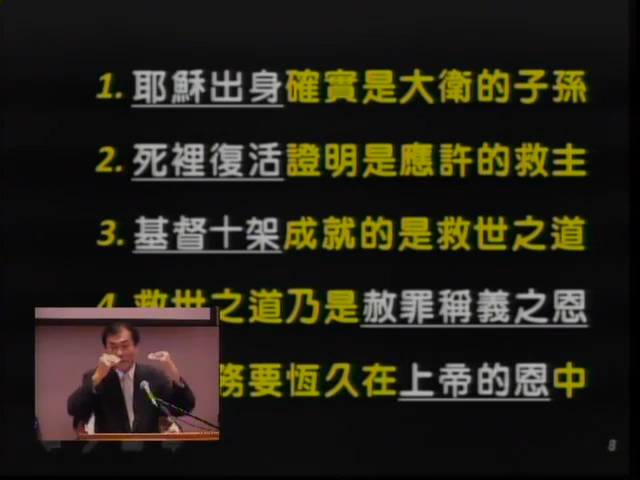 1. 耶穌出身確實是大衛的子孫
2. 死裡復活證明是應許的救主
3. 基督十架成就的是救世之道
4. 救世之道乃是赦罪稱義之恩
務要恆久在上帝的恩中
8